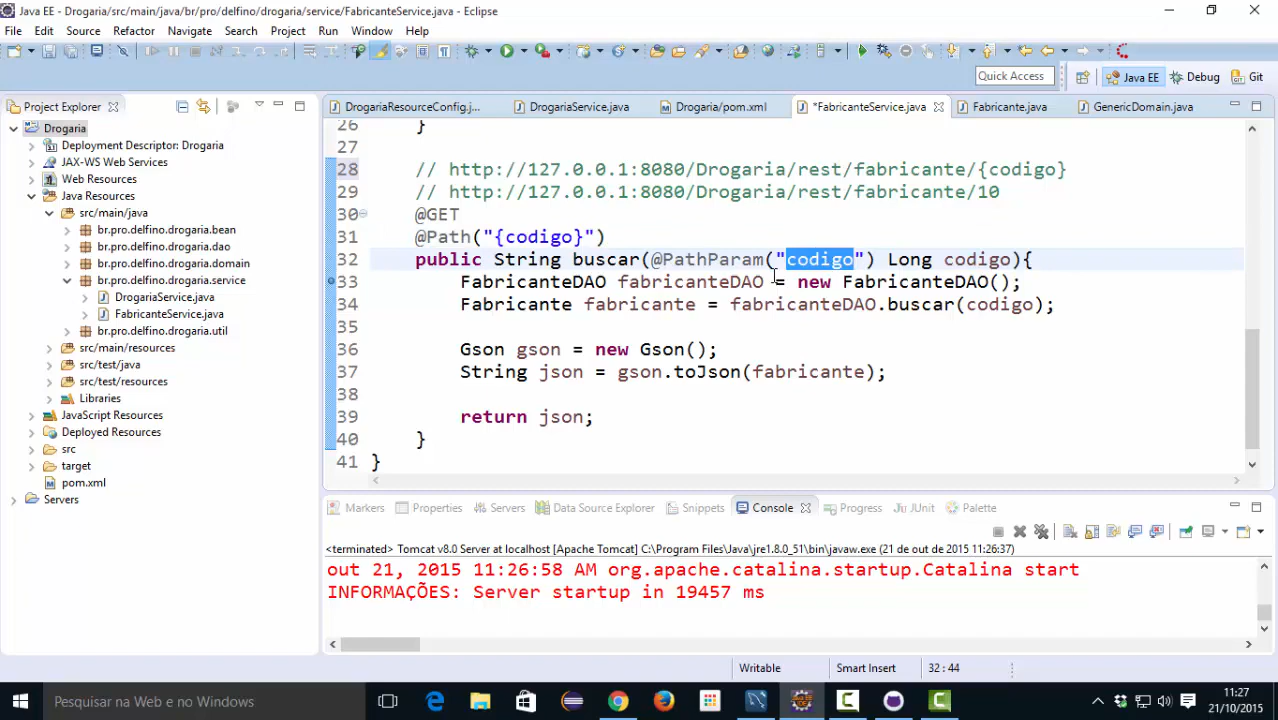 Java EE - Drogaria/src/main/java/br/pro/delfino/drogaria/service/FabricanteService.java - Eclipse
File Edit Source Refactor Navigate Search Project Run Window Help
Quick Access
Java EE
Debug
Git
Project Explorer
DrogariaResourceConfig.j...
DrogariaService.java
Drogaria/pom.xml
*FabricanteService.java
Fabricante.java
GenericDomain.java
Drogaria
Deployment Descriptor: Drogaria
JAX-WS Web Services
Web Resources
Java Resources
src/main/java
br.pro.delfino.drogaria.bean
br.pro.delfino.drogaria.dao
br.pro.delfino.drogaria.domain
br.pro.delfino.drogaria.service
DrogariaService.java
FabricanteService.java
br.pro.delfino.drogaria.util
src/main/resources
src/test/java
src/test/resources
Libraries
JavaScript Resources
Deployed Resources
src
target
pom.xml
Servers
26 }
27
28 // http://127.0.0.1:8080/Drogaria/rest/fabricante/{codigo}
29 // http://127.0.0.1:8080/Drogaria/rest/fabricante/10
30 @GET
31 @Path("{codigo}")
32 public String buscar(@PathParam("codigo") Long codigo){
33 FabricanteDAO fabricanteDAO = new FabricanteDAO();
34 Fabricante fabricante = fabricanteDAO.buscar(codigo);
35
36 Gson gson = new Gson();
37 String json = gson.toJson(fabricante);
38
39 return json;
40 }
41 }
Markers Properties Servers Data Source Explorer Snippets Console Progress JUnit Palette
<terminated> Tomcat v8.0 Server at localhost [Apache Tomcat] C:\Program Files\Java\jre1.8.0_51\bin\javaw.exe (21 de out de 2015 11:26:37)
out 21, 2015 11:26:58 AM org.apache.catalina.startup.Catalina start
INFORMAÇÕES: Server startup in 19457 ms
Writable
Smart Insert
32 : 44
Pesquisar na Web e no Windows
11:27
21/10/2015